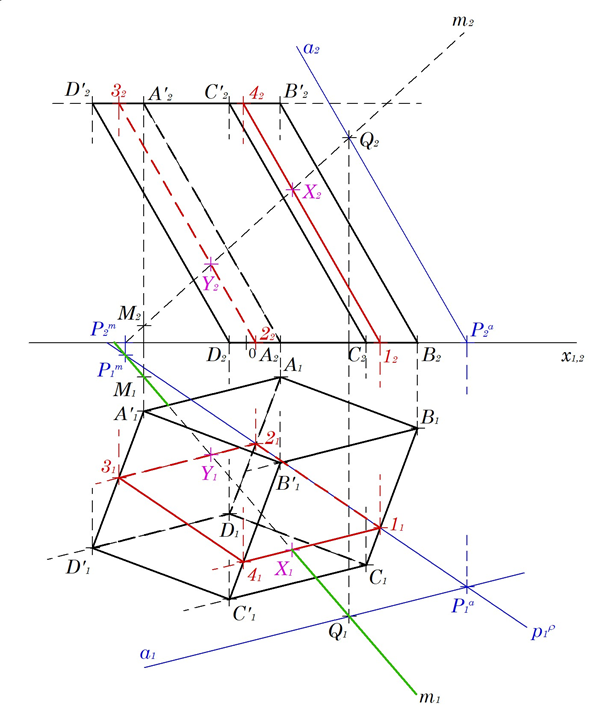 m₂
a₂
D'₂ 3₂ A'₂ C'₂ 4₂ B'₂
Q₂
X₂
Y₂
M₂
P₂ᵐ 2₂ P₂ᵃ
D₂ 0 A₂ C₂ 1₂ B₂ x₁,₂
P₁ᵐ
A₁
M₁
A'₁ B₁
2₁
3₁ Y₁
B'₁
D₁ 1₁
D'₁ 4₁ X₁ C₁
C'₁ P₁ᵃ
Q₁ p₁ᵖ
a₁
m₁